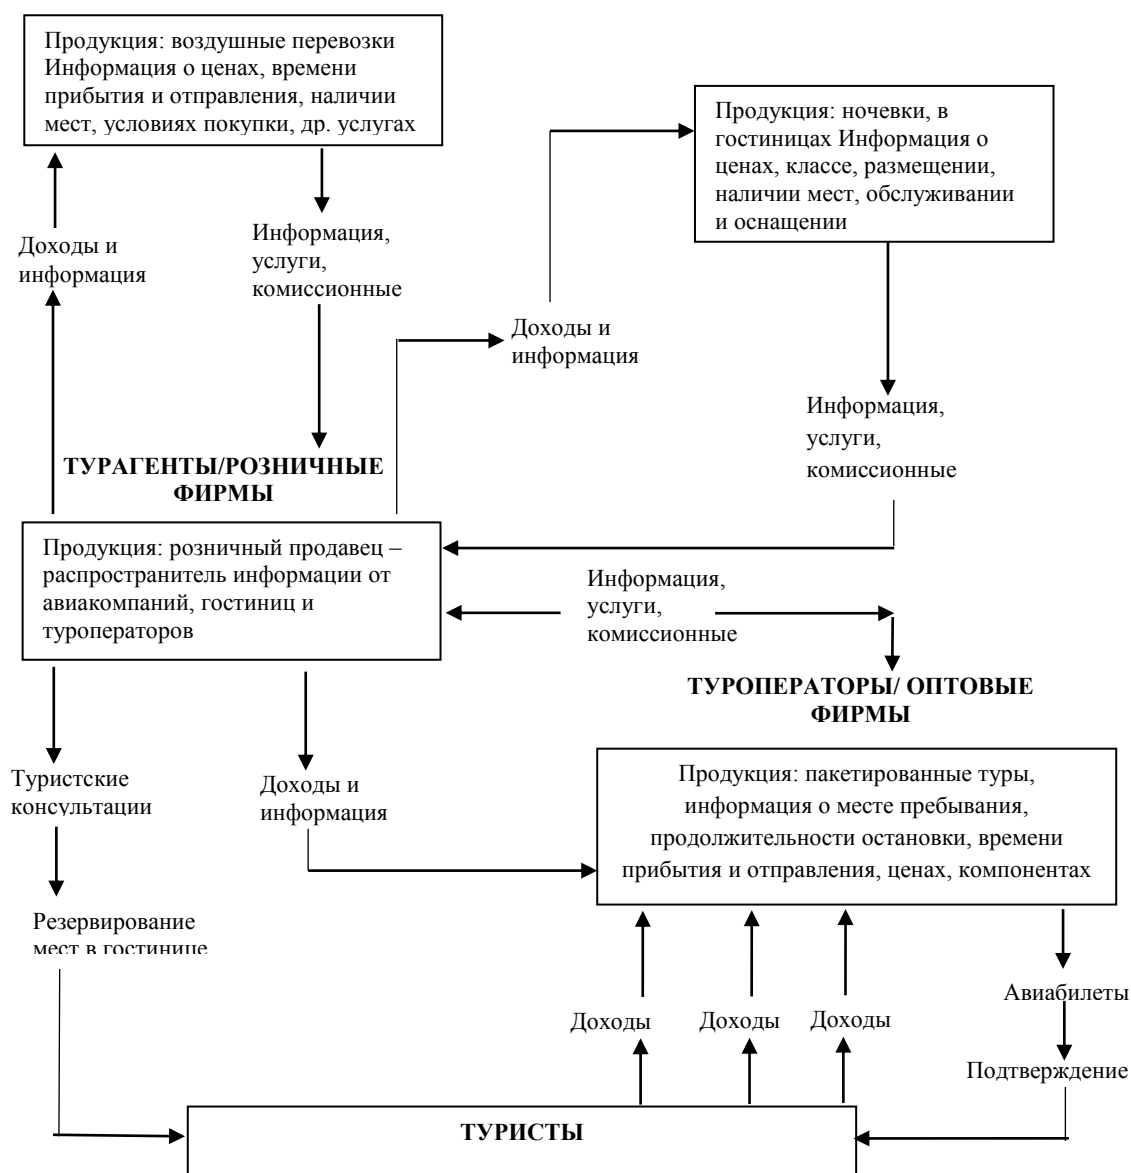 Продукция: воздушные перевозки
Информация о ценах, времени
прибытия и отправления, наличии
мест, условиях покупки, др. услугах
Продукция: ночевки, в
гостиницах Информация о
ценах, классе, размещении,
наличии мест, обслуживании
и оснащении
Доходы и
информация
Информация,
услуги,
комиссионные
Доходы и
информация
Информация,
услуги,
комиссионные
ТУРАГЕНТЫ/РОЗНИЧНЫЕ
ФИРМЫ
Продукция: розничный продавец –
распространитель информации от
авиакомпаний, гостиниц и
туроператоров
Информация,
услуги,
комиссионные
ТУРОПЕРАТОРЫ/ ОПТОВЫЕ
ФИРМЫ
Туристские
консультации
Доходы и
информация
Продукция: пакетированные туры,
информация о месте пребывания,
продолжительности остановки, времени
прибытия и отправления, ценах, компонентах
Резервирование
мест в гостинице
Доходы
Доходы
Доходы
Авиабилеты
Подтверждение
ТУРИСТЫ